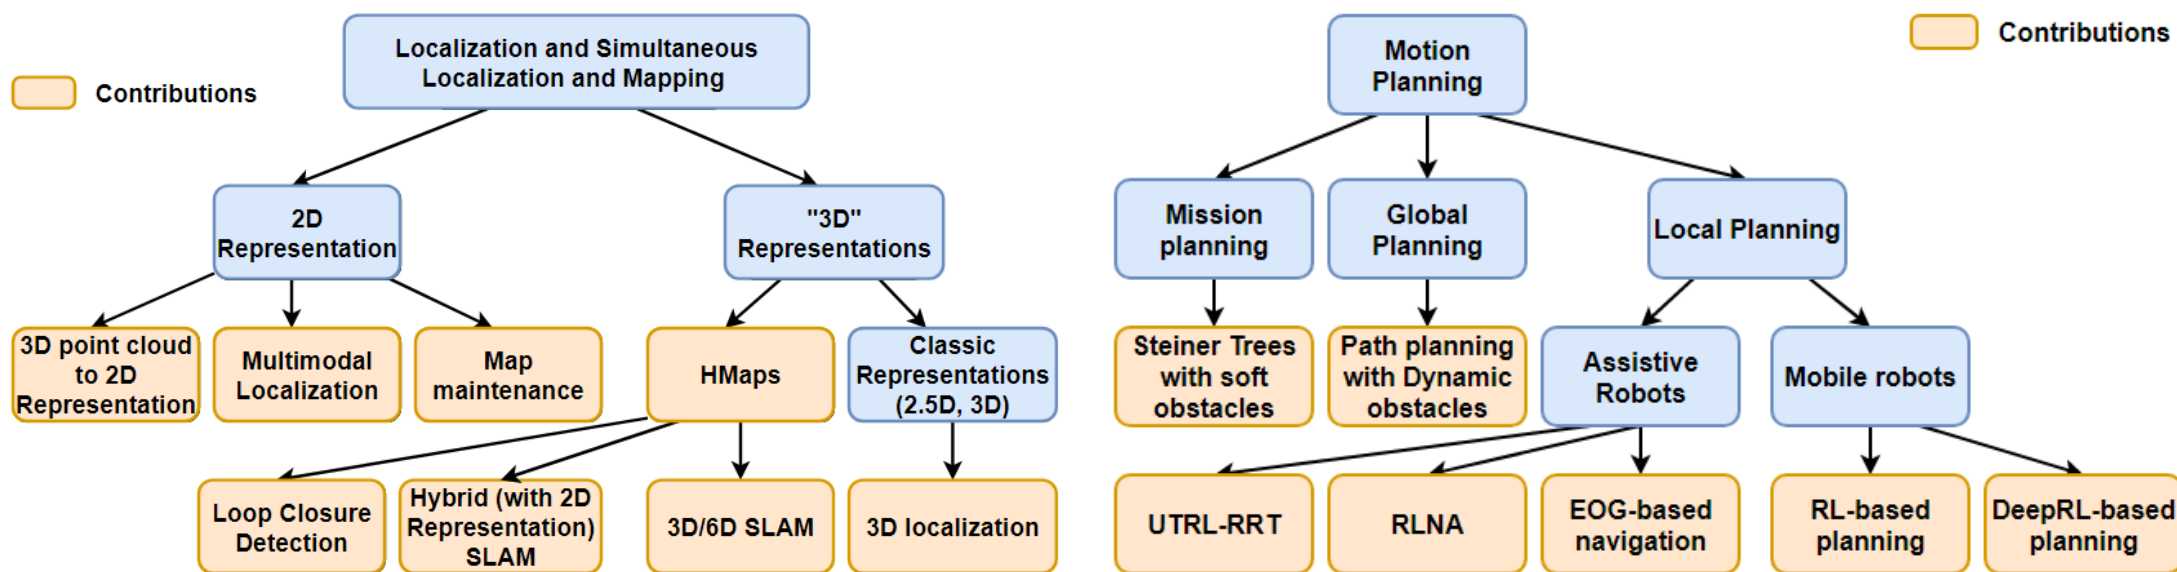 Localization and Simultaneous
Localization and Mapping
Contributions
2D
Representation
"3D"
Representations
3D point cloud
to 2D
Representation
Multimodal
Localization
Map
maintenance
HMaps
Classic
Representations
(2.5D, 3D)
Loop Closure
Detection
Hybrid (with 2D
Representation)
SLAM
3D/6D SLAM
3D localization
Motion
Planning
Contributions
Mission
planning
Global
Planning
Local Planning
Steiner Trees
with soft
obstacles
Path planning
with Dynamic
obstacles
Assistive
Robots
Mobile robots
UTRL-RRT
RLNA
EOG-based
navigation
RL-based
planning
DeepRL-based
planning